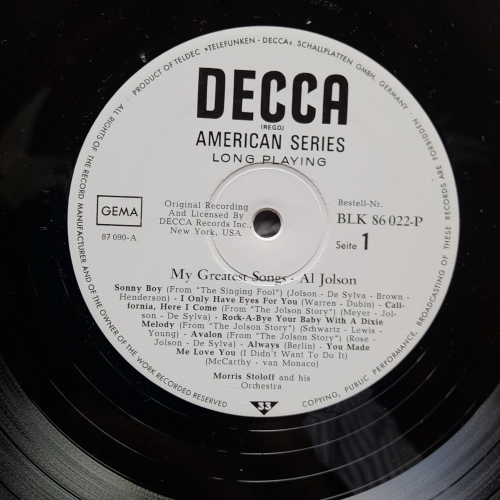 ALL RIGHTS OF THE RECORD MANUFACTURER AND OF THE OWNER OF THE WORK RECORDED RESERVED · PRODUCT OF TELDEC »TELEFUNKEN - DECCA« SCHALLPLATTEN GMBH, GERMANY · COPYING, PUBLIC PERFORMANCE, BROADCASTING OF THESE RECORDS ARE FORBIDDEN
DECCA
(REGD)
AMERICAN SERIES
LONG PLAYING
GEMA
87 090-A
Original Recording
And Licensed By
DECCA Records Inc.,
New York, USA
Bestell-Nr.
BLK 86 022-P
Seite 1
My Greatest Songs - Al Jolson
Sonny Boy (From "The Singing Fool") (Jolson - De Sylva - Brown -
Henderson) - I Only Have Eyes For You (Warren - Dubin) - Cali-
fornia, Here I Come (From "The Jolson Story") (Meyer - Jol-
son - De Sylva) - Rock-A-Bye Your Baby With A Dixie
Melody (From "The Jolson Story") (Schwartz - Lewis -
Young) - Avalon (From "The Jolson Story") (Rose -
Jolson - De Sylva) - Always (Berlin) - You Made
Me Love You (I Didn't Want To Do It)
(McCarthy - van Monaco)
Morris Stoloff and his
Orchestra
33